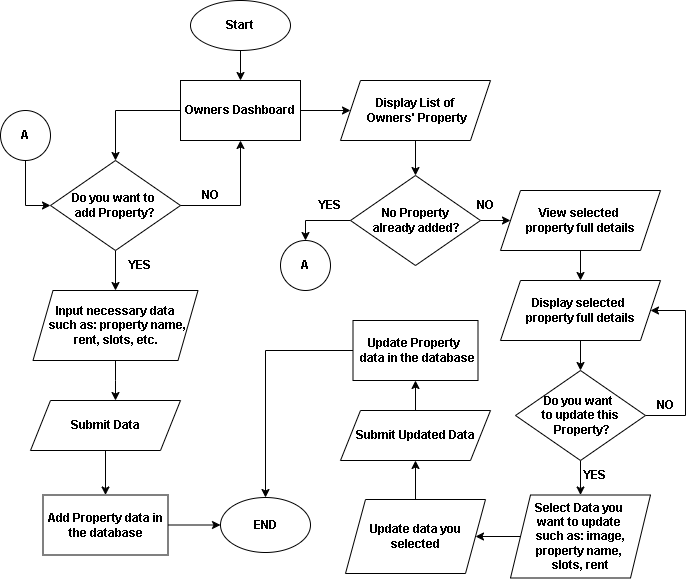 Start
Owners Dashboard
Display List of
Owners' Property
A
Do you want to
add Property?
NO
YES
No Property
already added?
YES
NO
A
View selected
property full details
Display selected
property full details
YES
Input necessary data
such as: property name,
rent, slots, etc.
Update Property
data in the database
Do you want
to update this
Property?
NO
YES
Submit Data
Submit Updated Data
Add Property data in
the database
END
Update data you
selected
Select Data you
want to update
such as: image,
property name,
slots, rent